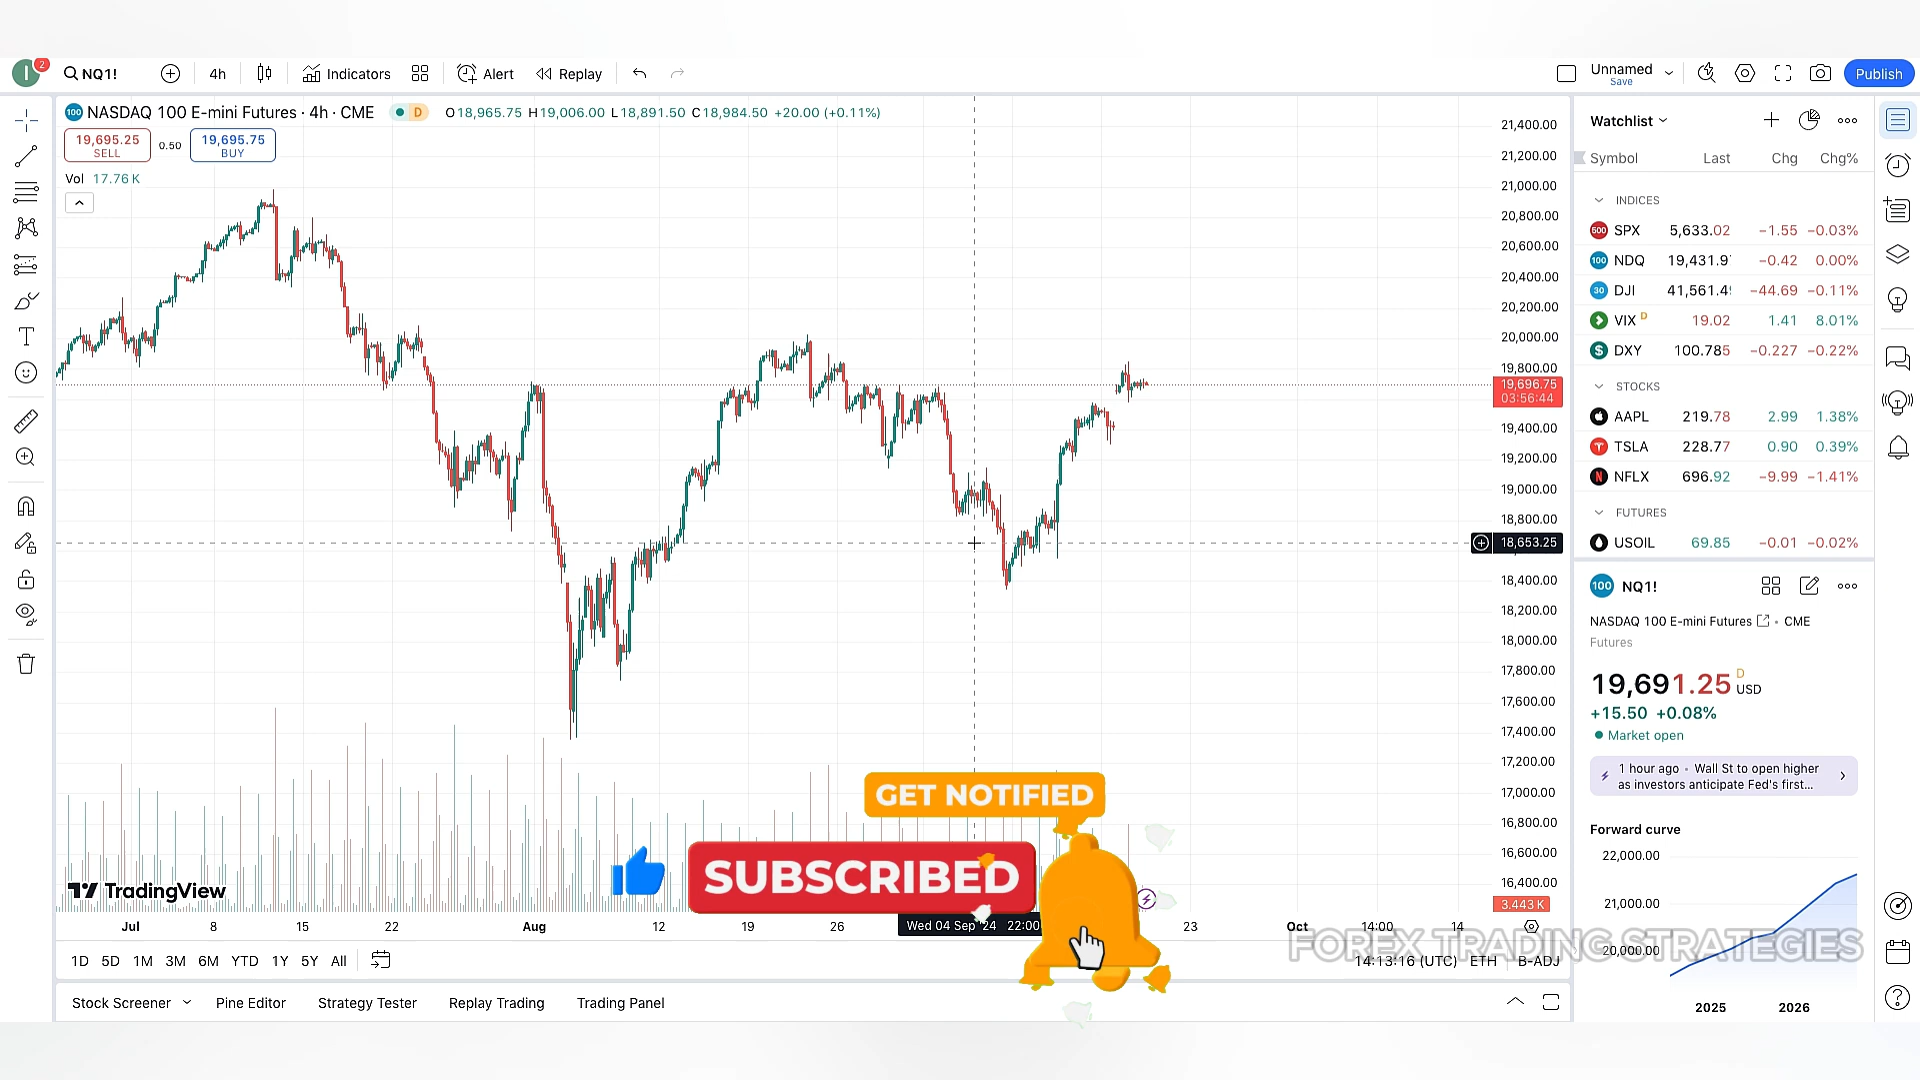 I 2 NQ1! 4h Indicators Alert Replay Unnamed Save Publish
100 NASDAQ 100 E-mini Futures · 4h · CME D O18,965.75 H19,006.00 L18,891.50 C18,984.50 +20.00 (+0.11%)
19,695.25 SELL 0.50 19,695.75 BUY
Vol 17.76 K
21,400.00
21,200.00
21,000.00
20,800.00
20,600.00
20,400.00
20,200.00
20,000.00
19,800.00
19,696.75
03:56:44
19,400.00
19,200.00
19,000.00
18,800.00
18,653.25
18,400.00
18,200.00
18,000.00
17,800.00
17,600.00
17,400.00
17,200.00
17,000.00
16,800.00
16,600.00
16,400.00
3.443 K
GET NOTIFIED
SUBSCRIBED
TradingView
Jul 8 15 22 Aug 12 19 26 Wed 04 Sep '24 22:00 23 Oct 14:00 14
1D 5D 1M 3M 6M YTD 1Y 5Y All 14:13:16 (UTC) ETH B-ADJ
Stock Screener Pine Editor Strategy Tester Replay Trading Trading Panel
Watchlist
Symbol Last Chg Chg%
INDICES
500 SPX 5,633.02 −1.55 −0.03%
100 NDQ 19,431.9 −0.42 0.00%
30 DJI 41,561.4 −44.69 −0.11%
VIX D 19.02 1.41 8.01%
DXY 100.785 −0.227 −0.22%
STOCKS
AAPL 219.78 2.99 1.38%
TSLA 228.77 0.90 0.39%
NFLX 696.92 −9.99 −1.41%
FUTURES
USOIL 69.85 −0.01 −0.02%
100 NQ1!
NASDAQ 100 E-mini Futures • CME
Futures
19,691.25 D USD
+15.50 +0.08%
Market open
1 hour ago • Wall St to open higher
as investors anticipate Fed's first...
Forward curve
22,000.00
21,000.00
20,000.00
2025 2026
FOREX TRADING STRATEGIES